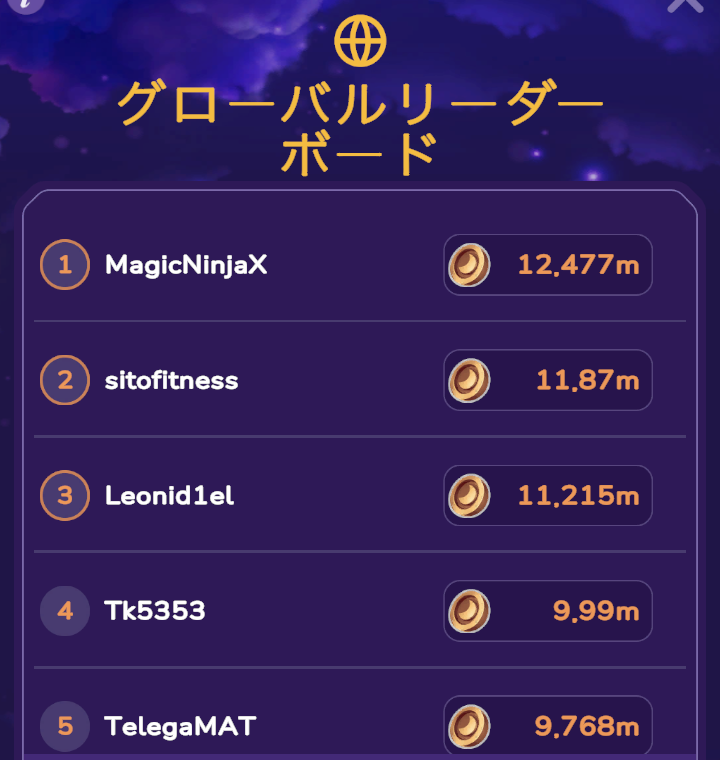 i
グローバルリーダー
ボード
1 MagicNinjaX 12,477m
2 sitofitness 11,87m
3 Leonid1el 11,215m
4 Tk5353 9,99m
5 TelegaMAT 9,768m